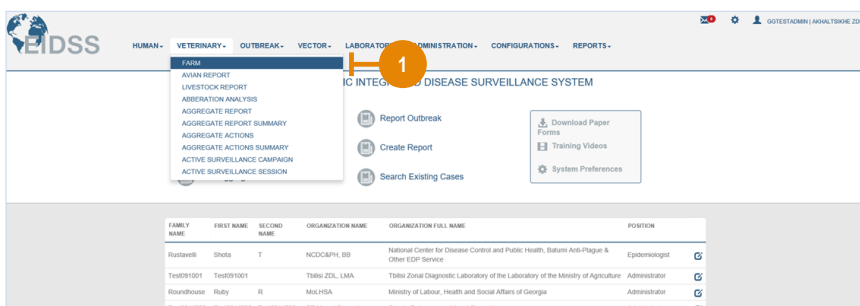 EIDSS
HUMAN VETERINARY OUTBREAK VECTOR ADMINISTRATION CONFIGURATIONS REPORTS
GGTESTADMIN | AKHALTSIKHE
FARM
AVIAN REPORT
LIVESTOCK REPORT
ABBERATION ANALYSIS
AGGREGATE REPORT
AGGREGATE REPORT SUMMARY
AGGREGATE ACTIONS
AGGREGATE ACTIONS SUMMARY
ACTIVE SURVEILLANCE CAMPAIGN
ACTIVE SURVEILLANCE SESSION
1
DISEASE SURVEILLANCE SYSTEM
Report Outbreak
Create Report
Search Existing Cases
Download Paper
Forms
Training Videos
System Preferences
FAMILY NAME FIRST NAME SECOND NAME ORGANIZATION NAME ORGANIZATION FULL NAME POSITION
Rustavelli Shota T NCDC&PH, BB National Center for Disease Control and Public Health, Batumi Anti-Plague & Other EDP Service Epidemiologist
Test091001 Test091001 Tbilisi ZDL, LMA Tbilisi Zonal Diagnostic Laboratory of the Laboratory of the Ministry of Agriculture Administrator
Roundhouse Ruby R MoLHSA Ministry of Labour, Health and Social Affairs of Georgia Administrator